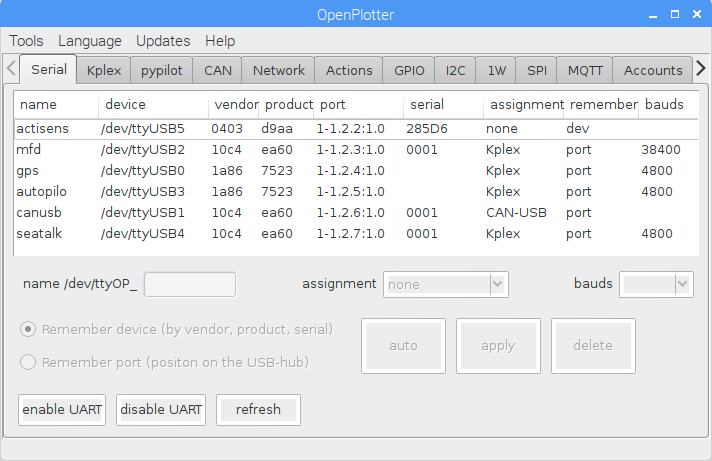 OpenPlotter
Tools Language Updates Help
Serial Kplex pypilot CAN Network Actions GPIO I2C 1W SPI MQTT Accounts
name device vendor product port serial assignment remember bauds
actisens /dev/ttyUSB5 0403 d9aa 1-1.2.2:1.0 285D6 none dev
mfd /dev/ttyUSB2 10c4 ea60 1-1.2.3:1.0 0001 Kplex port 38400
gps /dev/ttyUSB0 1a86 7523 1-1.2.4:1.0 Kplex port 4800
autopilo /dev/ttyUSB3 1a86 7523 1-1.2.5:1.0 Kplex port 4800
canusb /dev/ttyUSB1 10c4 ea60 1-1.2.6:1.0 0001 CAN-USB port
seatalk /dev/ttyUSB4 10c4 ea60 1-1.2.7:1.0 0001 Kplex port 4800
name /dev/ttyOP_ assignment none bauds
Remember device (by vendor, product, serial)
auto apply delete
Remember port (positon on the USB-hub)
enable UART disable UART refresh